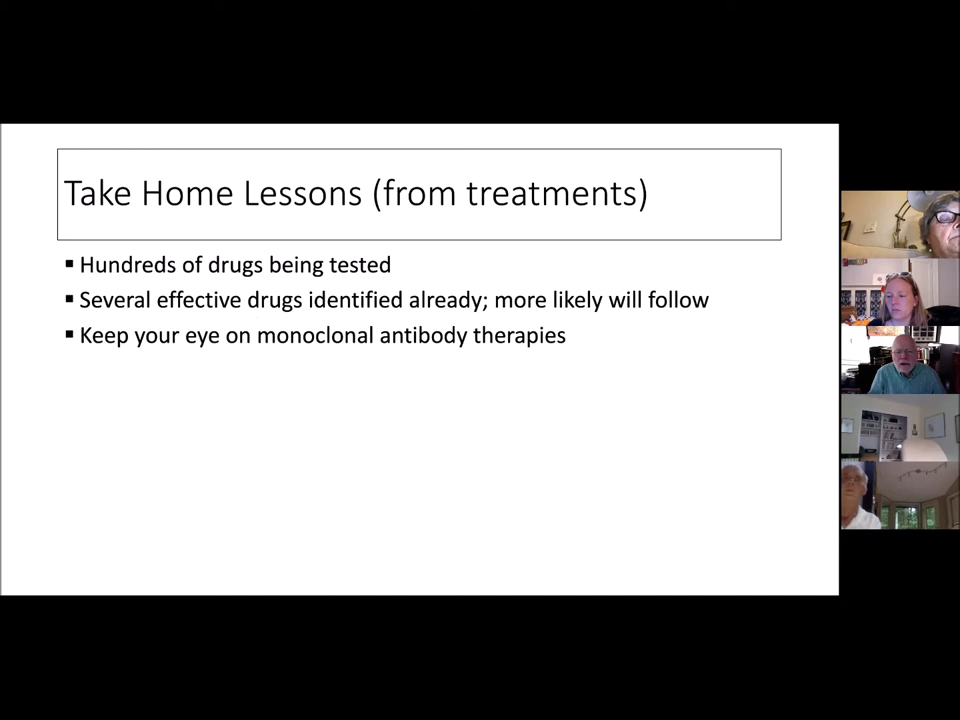 Take Home Lessons (from treatments)
▪ Hundreds of drugs being tested
▪ Several effective drugs identified already; more likely will follow
▪ Keep your eye on monoclonal antibody therapies